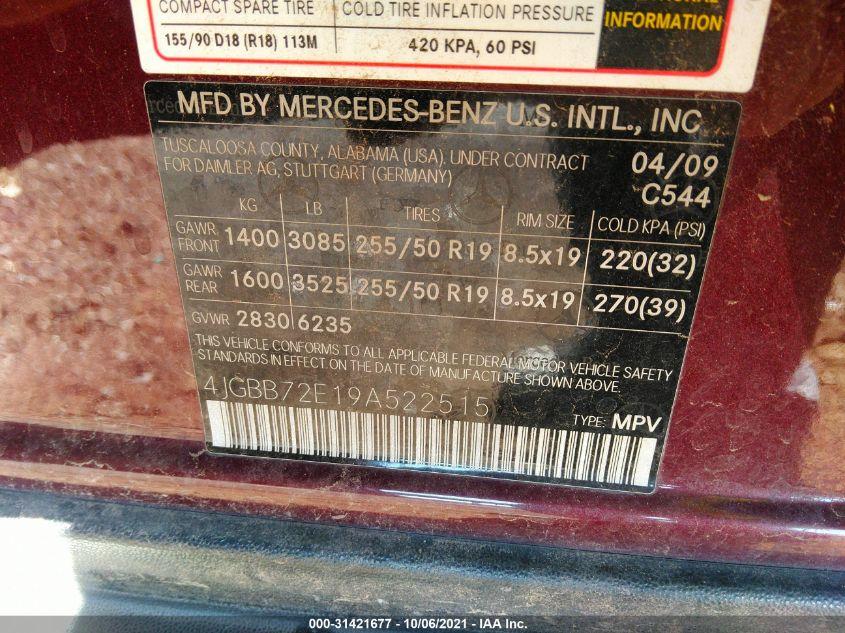 COMPACT SPARE TIRE COLD TIRE INFLATION PRESSURE
155/90 D18 (R18) 113M 420 KPA, 60 PSI
INFORMATION
MFD BY MERCEDES-BENZ U.S. INTL., INC
TUSCALOOSA COUNTY, ALABAMA (USA), UNDER CONTRACT 04/09
FOR DAIMLER AG, STUTTGART (GERMANY) C544
KG LB TIRES RIM SIZE COLD KPA (PSI)
GAWR FRONT 1400 3085 255/50 R19 8.5x19 220(32)
GAWR REAR 1600 3525 255/50 R19 8.5x19 270(39)
GVWR 2830 6235
THIS VEHICLE CONFORMS TO ALL APPLICABLE FEDERAL MOTOR VEHICLE SAFETY
STANDARDS IN EFFECT ON THE DATE OF MANUFACTURE SHOWN ABOVE.
4JGBB72E19A522515
TYPE: MPV
000-31421677 - 10/06/2021 - IAA Inc.